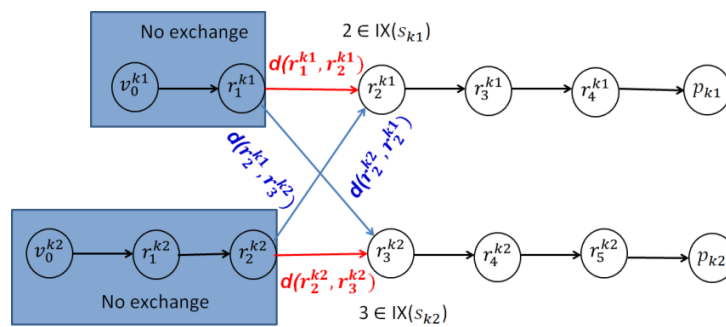 No exchange
2 ∈ IX(s_{k1})
d(r_1^{k1}, r_2^{k1})
v_0^{k1} r_1^{k1} r_2^{k1} r_3^{k1} r_4^{k1} p_{k1}
d(r_2^{k1}, r_3^{k2}) d(r_2^{k2}, r_2^{k1})
v_0^{k2} r_1^{k2} r_2^{k2} r_3^{k2} r_4^{k2} r_5^{k2} p_{k2}
d(r_2^{k2}, r_3^{k2})
No exchange
3 ∈ IX(s_{k2})